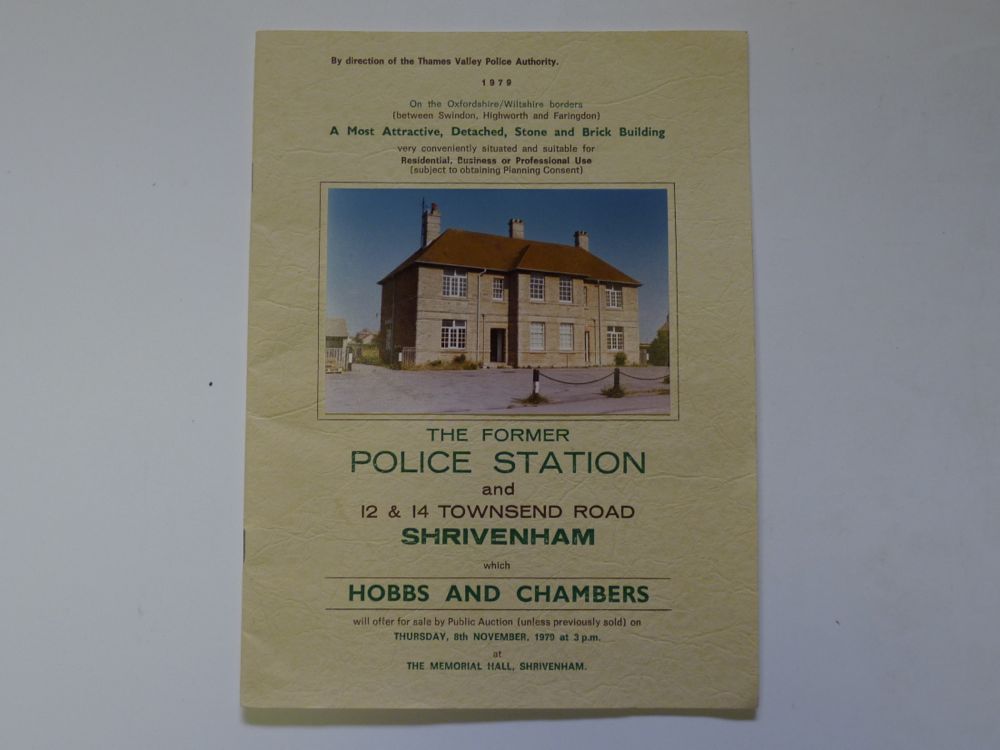 By direction of the Thames Valley Police Authority.
1979
On the Oxfordshire/Wiltshire borders
(between Swindon, Highworth and Faringdon)
A Most Attractive, Detached, Stone and Brick Building
very conveniently situated and suitable for
Residential, Business or Professional Use
(subject to obtaining Planning Consent)
THE FORMER
POLICE STATION
and
12 & 14 TOWNSEND ROAD
SHRIVENHAM
which
HOBBS AND CHAMBERS
will offer for sale by Public Auction (unless previously sold) on
THURSDAY, 8th NOVEMBER, 1979 at 3 p.m.
at
THE MEMORIAL HALL, SHRIVENHAM.